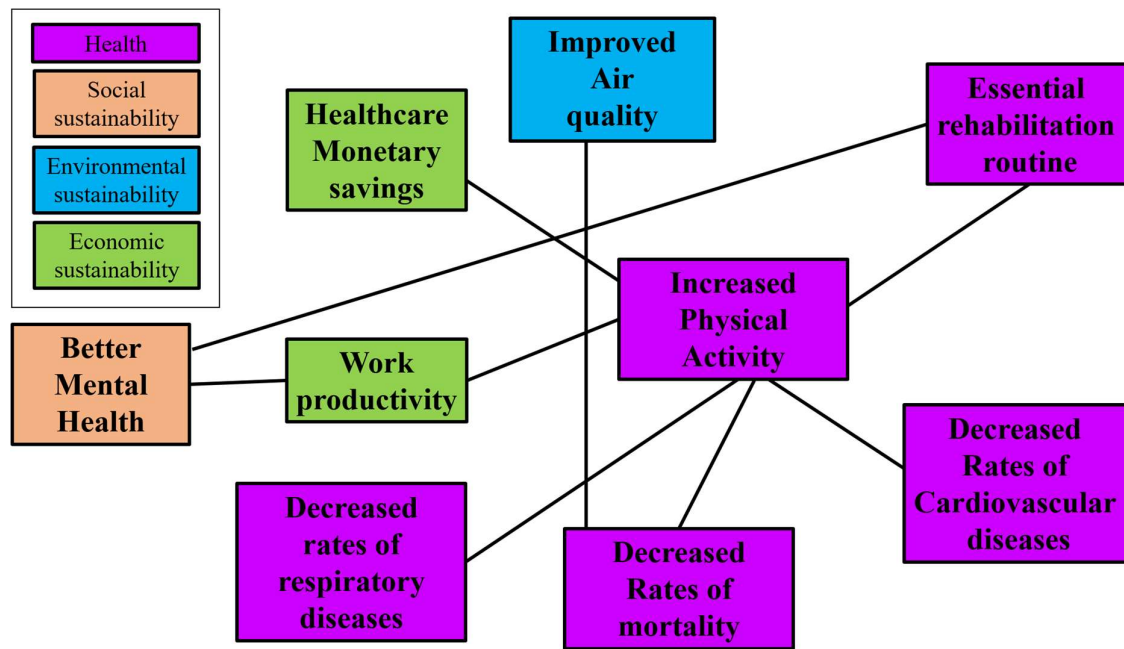 Health
Social
sustainability
Environmental
sustainability
Economic
sustainability
Improved
Air
quality
Healthcare
Monetary
savings
Essential
rehabilitation
routine
Increased
Physical
Activity
Better
Mental
Health
Work
productivity
Decreased
Rates of
Cardiovascular
diseases
Decreased
rates of
respiratory
diseases
Decreased
Rates of
mortality